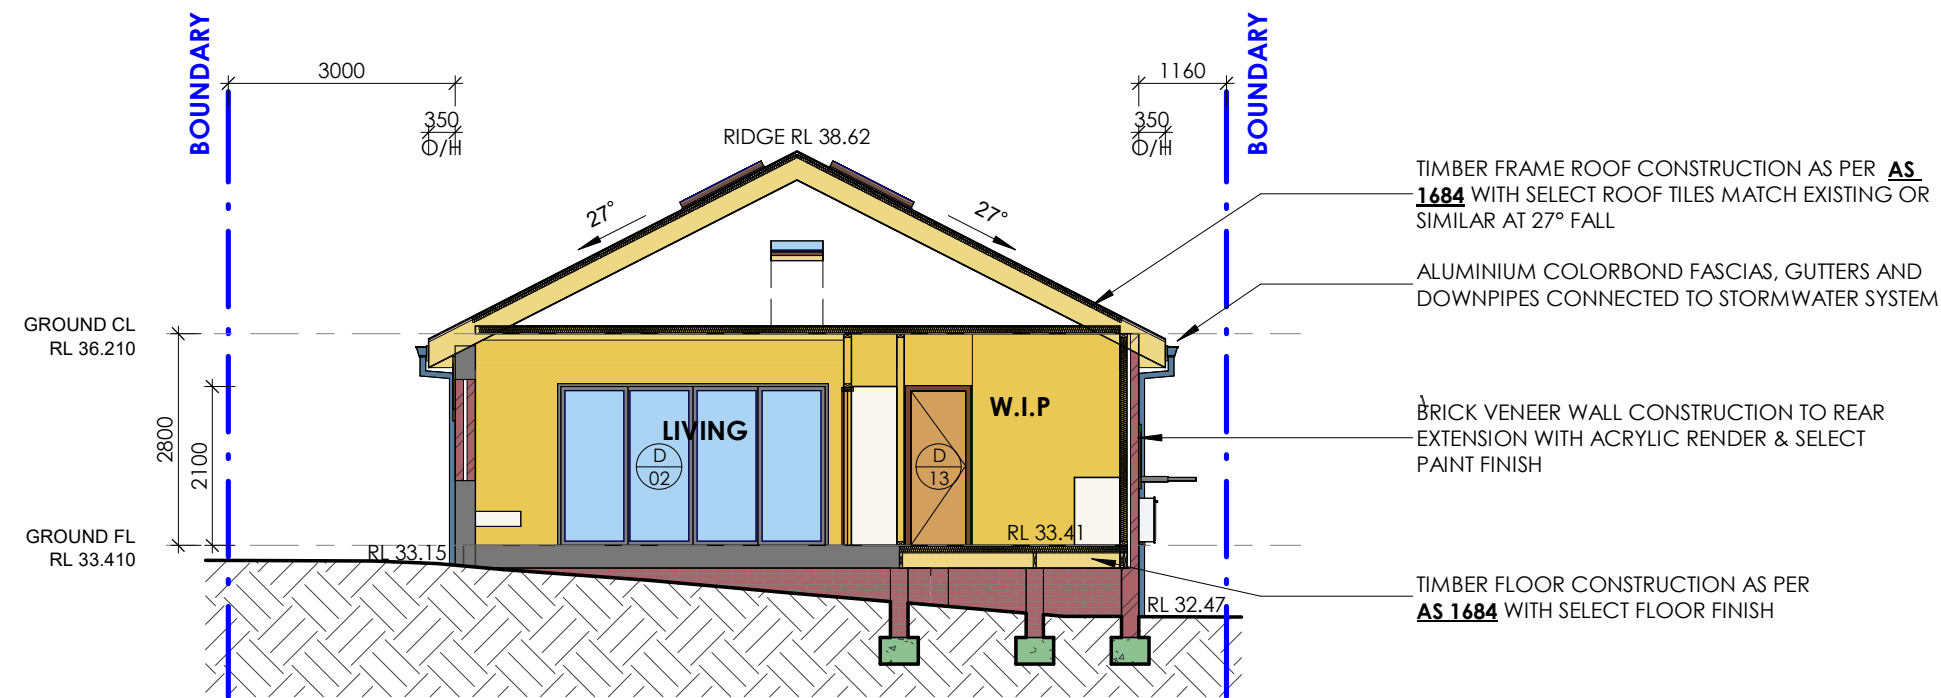 BOUNDARY
3000
350
O/H
RIDGE RL 38.62
1160
350
O/H
BOUNDARY
27°
27°
TIMBER FRAME ROOF CONSTRUCTION AS PER AS
1684 WITH SELECT ROOF TILES MATCH EXISTING OR
SIMILAR AT 27° FALL
ALUMINIUM COLORBOND FASCIAS, GUTTERS AND
DOWNPIPES CONNECTED TO STORMWATER SYSTEM
GROUND CL
RL 36.210
2800
2100
LIVING
D
02
D
13
W.I.P
\
BRICK VENEER WALL CONSTRUCTION TO REAR
EXTENSION WITH ACRYLIC RENDER & SELECT
PAINT FINISH
GROUND FL
RL 33.410
RL 33.15
RL 33.41
RL 32.47
TIMBER FLOOR CONSTRUCTION AS PER
AS 1684 WITH SELECT FLOOR FINISH